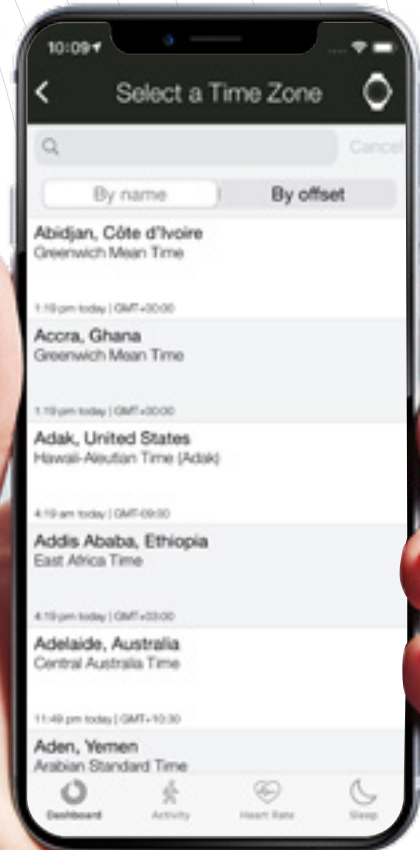 10:09
Select a Time Zone
Cancel
By name
By offset
Abidjan, Côte d'Ivoire
Greenwich Mean Time
1:19 pm today | GMT+00:00
Accra, Ghana
Greenwich Mean Time
1:19 pm today | GMT+00:00
Adak, United States
Hawaii-Aleutian Time (Adak)
4:19 am today | GMT-09:00
Addis Ababa, Ethiopia
East Africa Time
4:19 pm today | GMT+03:00
Adelaide, Australia
Central Australia Time
11:49 pm today | GMT+10:30
Aden, Yemen
Arabian Standard Time
Dashboard
Activity
Heart Rate
Sleep